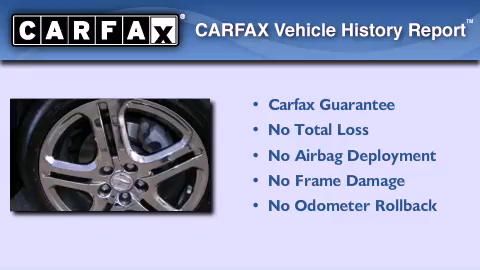 CARFAX® CARFAX Vehicle History Report™
• Carfax Guarantee
• No Total Loss
• No Airbag Deployment
• No Frame Damage
• No Odometer Rollback